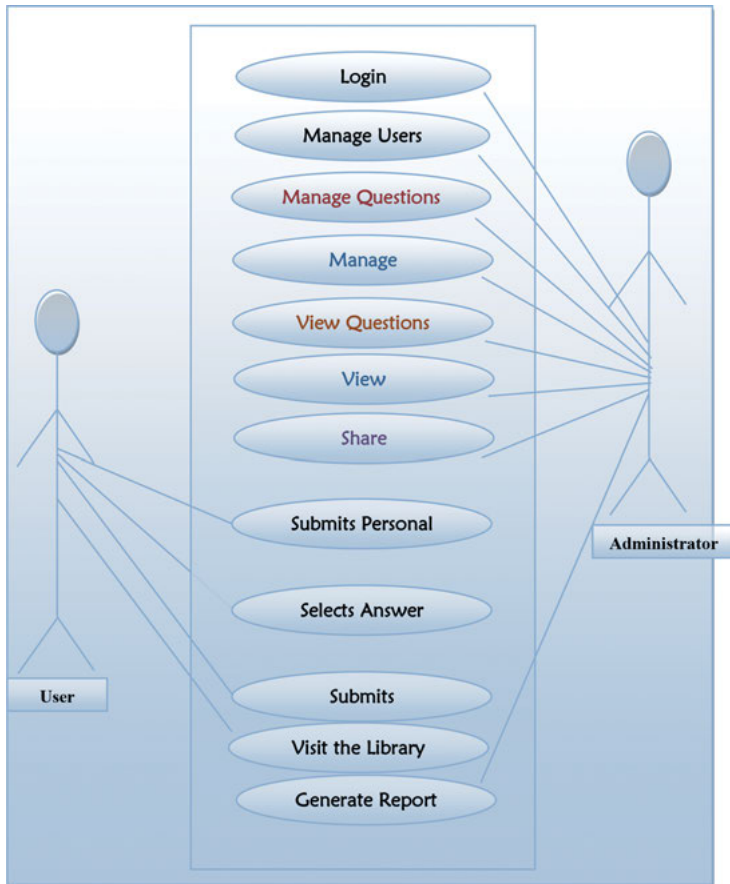 Login
Manage Users
Manage Questions
Manage
View Questions
View
Share
Submits Personal
Administrator
Selects Answer
User
Submits
Visit the Library
Generate Report